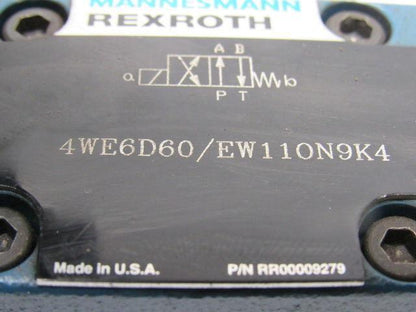 MANNESMANN
REXROTH
A B
a b
P T
4WE6D60/EW110N9K4
Made in U.S.A. P/N RR00009279